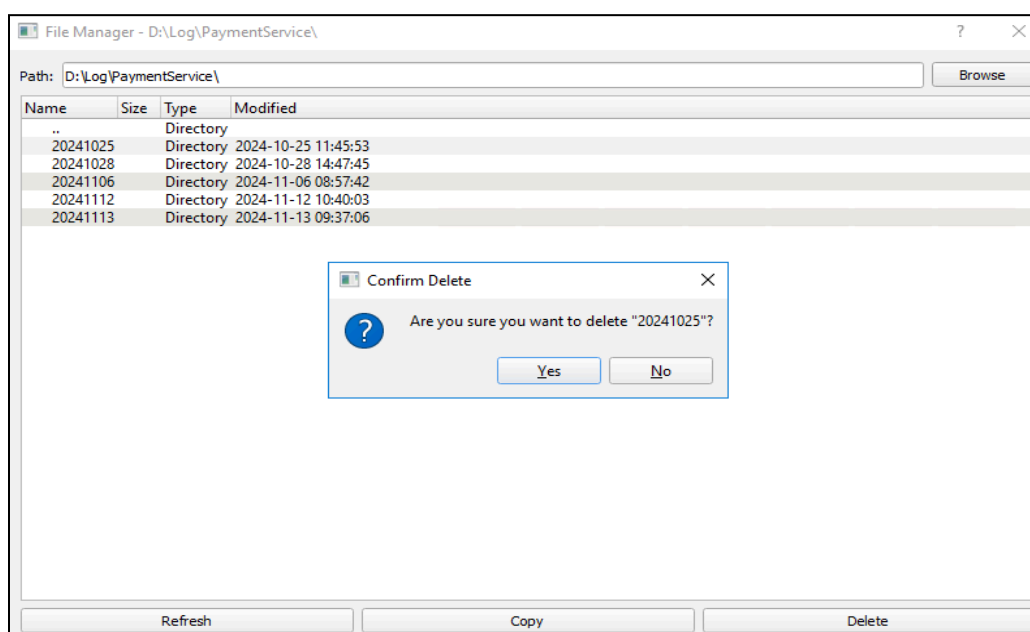 File Manager - D:\Log\PaymentService\ ?
Path: D:\Log\PaymentService\ Browse
Name Size Type Modified
.. Directory
20241025 Directory 2024-10-25 11:45:53
20241028 Directory 2024-10-28 14:47:45
20241106 Directory 2024-11-06 08:57:42
20241112 Directory 2024-11-12 10:40:03
20241113 Directory 2024-11-13 09:37:06
Confirm Delete
Are you sure you want to delete "20241025"?
Yes No
Refresh Copy Delete